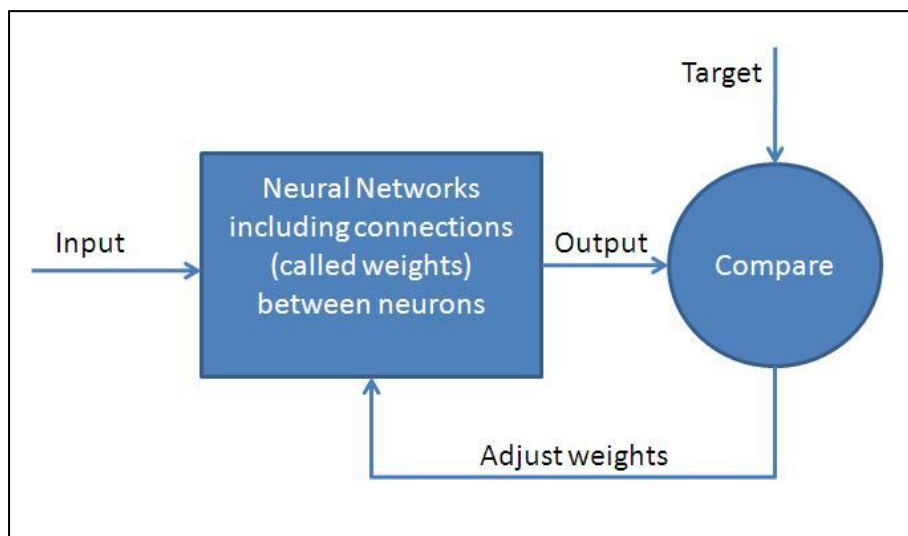 Target
Neural Networks
including connections
(called weights)
between neurons
Input
Output
Compare
Adjust weights